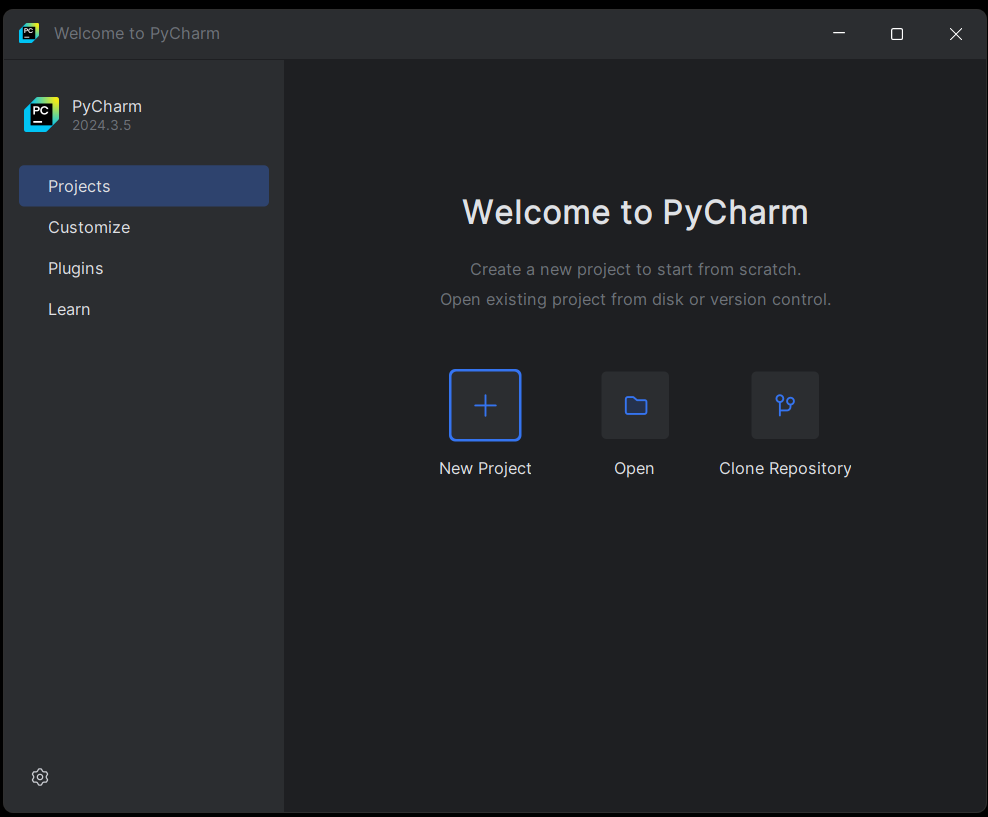 PC
Welcome to PyCharm
PC
PyCharm
2024.3.5
Projects
Customize
Plugins
Learn
Welcome to PyCharm
Create a new project to start from scratch.
Open existing project from disk or version control.
New Project
Open
Clone Repository